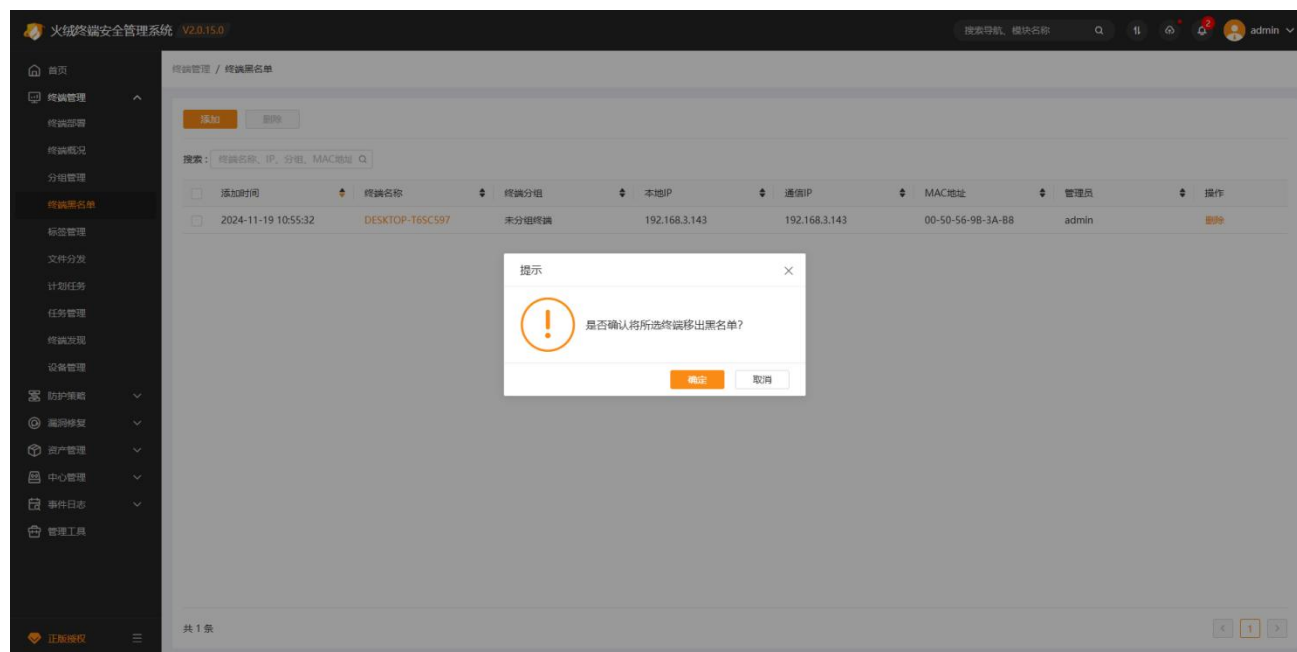 火绒终端安全管理系统 V2.0.15.0 搜索导航、模块名称 2 admin
首页
终端管理
终端部署
终端概况
分组管理
终端黑名单
标签管理
文件分发
计划任务
任务管理
终端发现
设备管理
防护策略
漏洞修复
资产管理
中心管理
事件日志
管理工具
正版授权
终端管理 / 终端黑名单
添加 删除
搜索： 终端名称、IP、分组、MAC地址
添加时间 终端名称 终端分组 本地IP 通信IP MAC地址 管理员 操作
2024-11-19 10:55:32 DESKTOP-T6SC597 未分组终端 192.168.3.143 192.168.3.143 00-50-56-9B-3A-B8 admin 删除
提示
是否确认将所选终端移出黑名单?
确定 取消
共 1 条 1